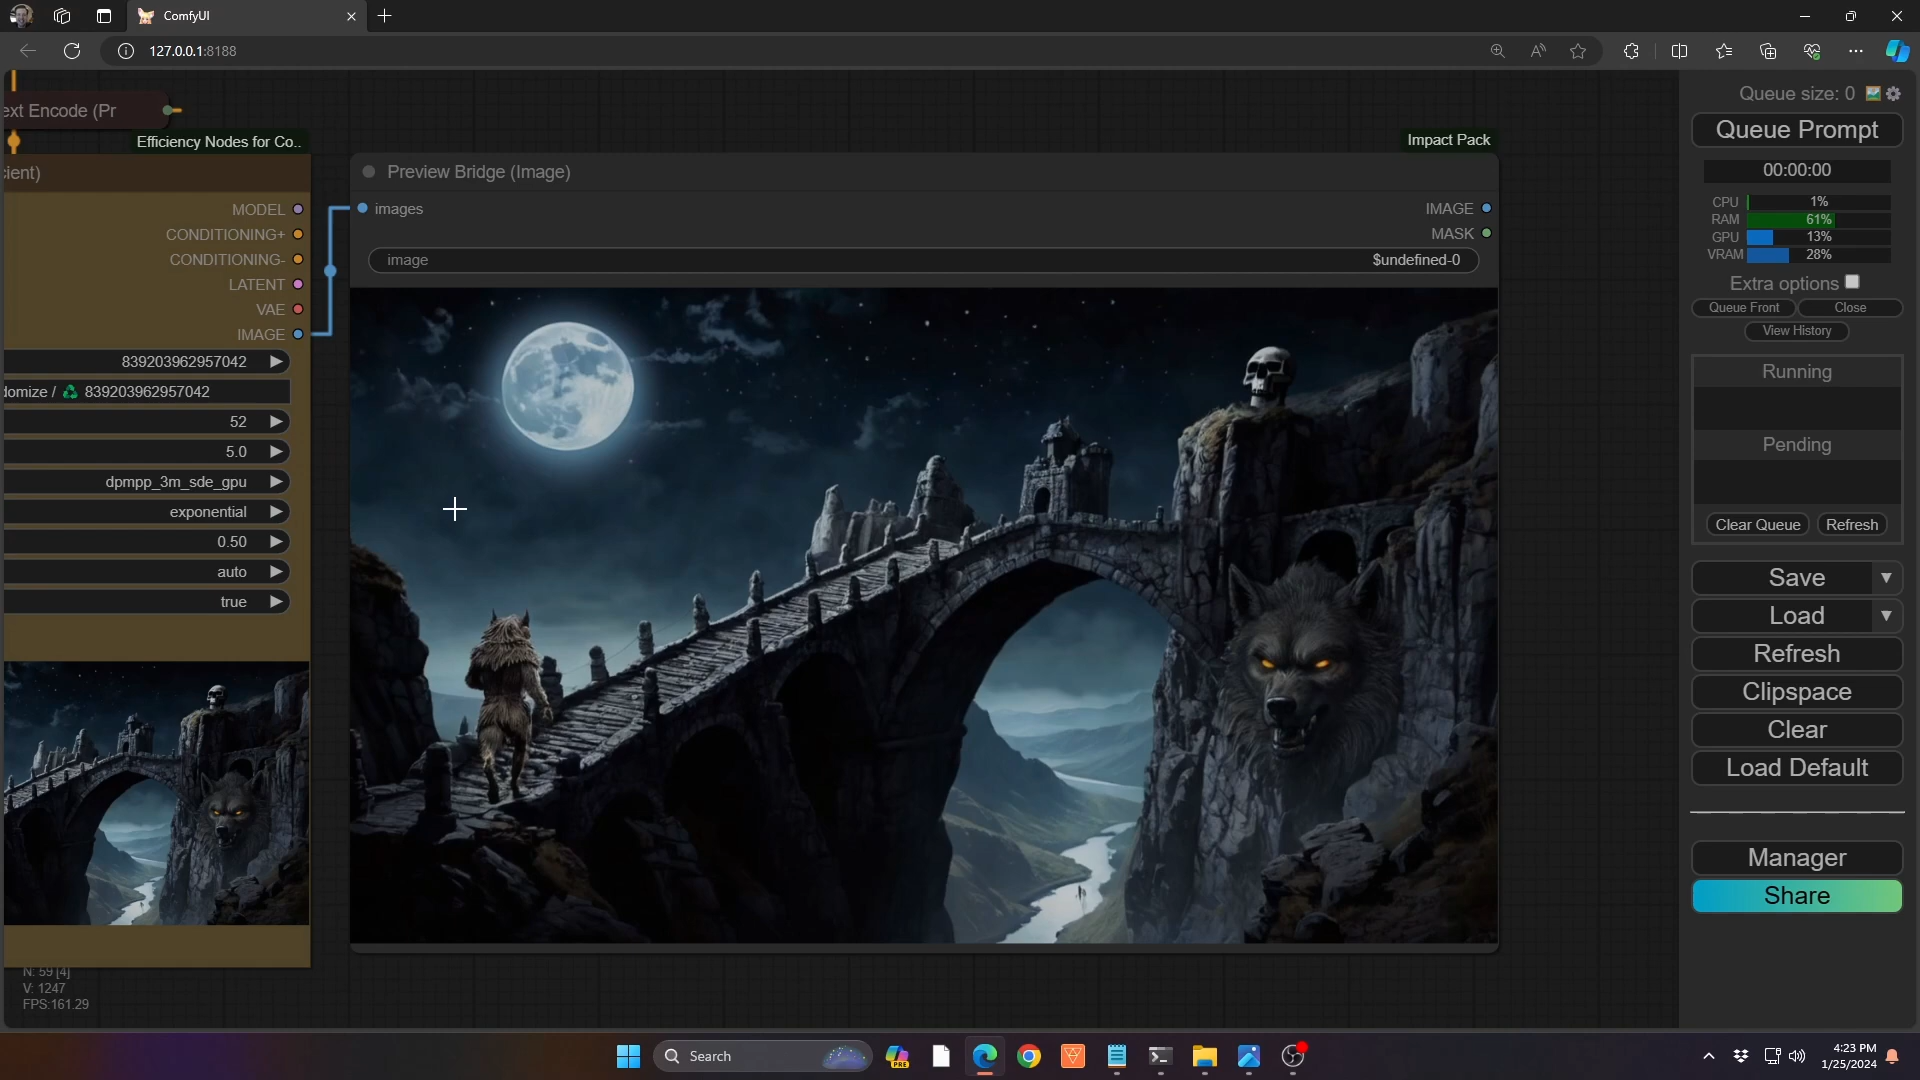 ComfyUI
127.0.0.1:8188
ext Encode (Pr
Efficiency Nodes for Co..
cient)
MODEL
CONDITIONING+
CONDITIONING-
LATENT
VAE
IMAGE
839203962957042
domize / ♻ 839203962957042
52
5.0
dpmpp_3m_sde_gpu
exponential
0.50
auto
true
N: 59 [4]
V: 1247
FPS:161.29
Impact Pack
Preview Bridge (Image)
images
IMAGE
MASK
image $undefined-0
Queue size: 0
Queue Prompt
00:00:00
CPU 1%
RAM 61%
GPU 13%
VRAM 28%
Extra options
Queue Front Close
View History
Running
Pending
Clear Queue Refresh
Save
Load
Refresh
Clipspace
Clear
Load Default
Manager
Share
Search
PRE
4:23 PM
1/25/2024